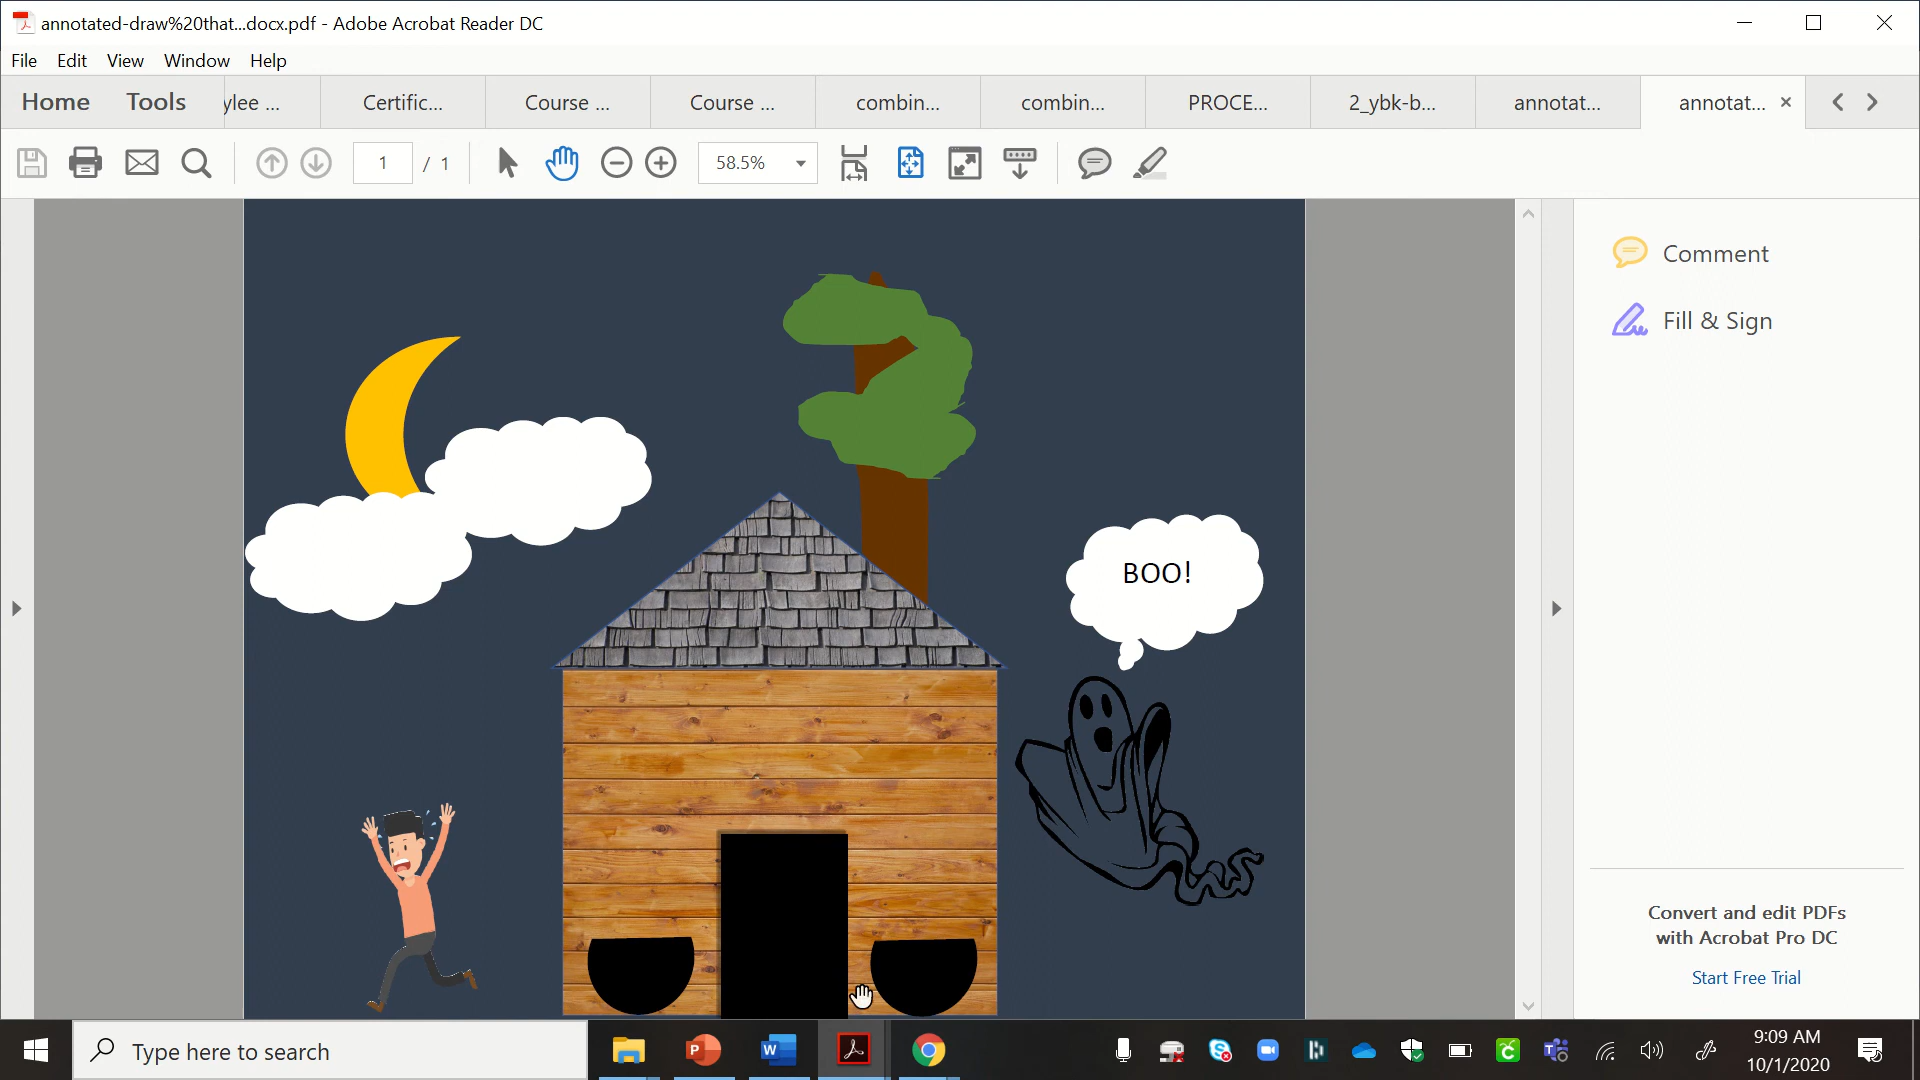 annotated-draw%20that...docx.pdf - Adobe Acrobat Reader DC
File Edit View Window Help
Home Tools ylee ... Certific... Course ... Course ... combin... combin... PROCE... 2_ybk-b... annotat... annotat...
1 / 1 58.5%
Comment
Fill & Sign
BOO!
Convert and edit PDFs
with Acrobat Pro DC
Start Free Trial
Type here to search
9:09 AM
10/1/2020